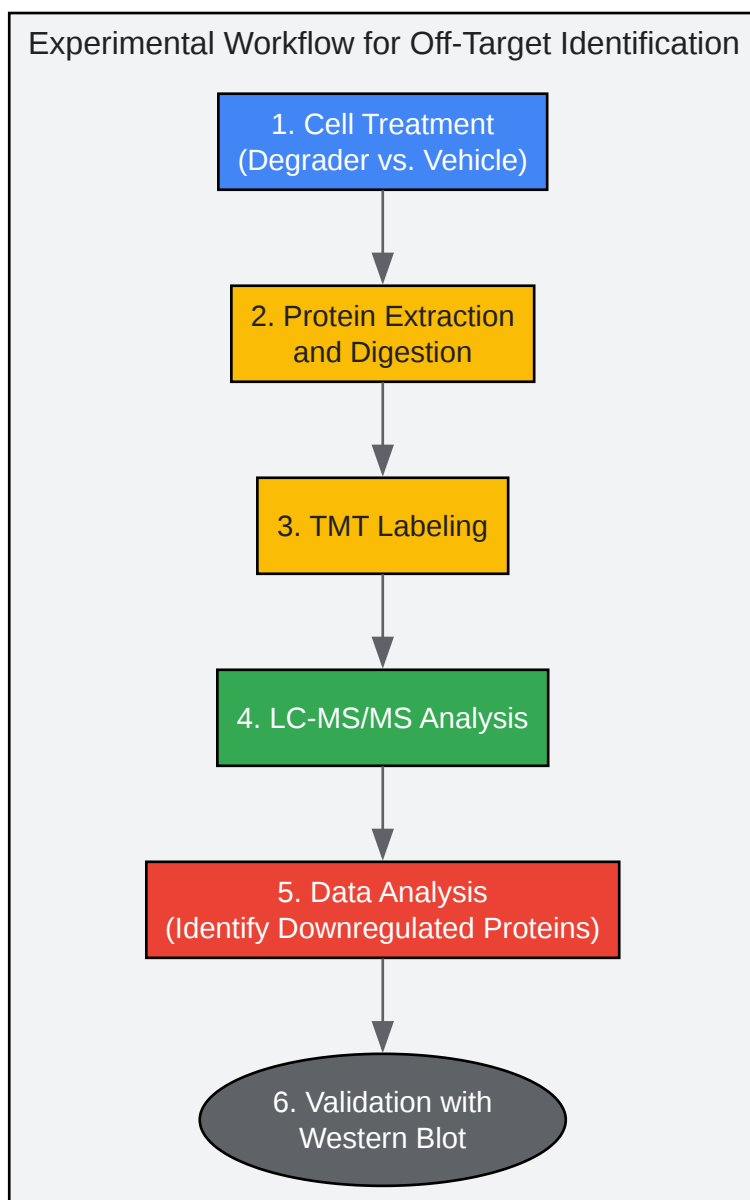 Experimental Workflow for Off-Target Identification
1. Cell Treatment
(Degrader vs. Vehicle)
2. Protein Extraction
and Digestion
3. TMT Labeling
4. LC-MS/MS Analysis
5. Data Analysis
(Identify Downregulated Proteins)
6. Validation with
Western Blot